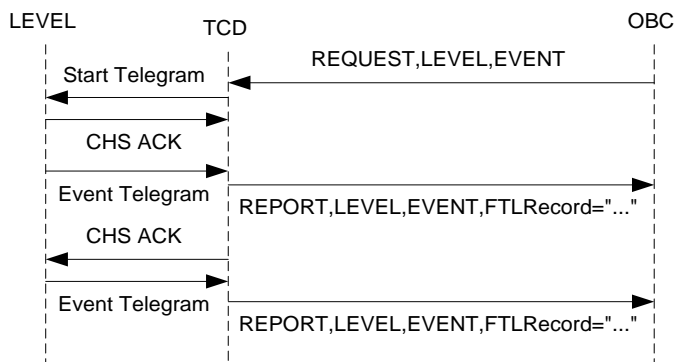 LEVEL
TCD
OBC
REQUEST,LEVEL,EVENT
Start Telegram
CHS ACK
Event Telegram
REPORT,LEVEL,EVENT,FTLRecord="..."
CHS ACK
Event Telegram
REPORT,LEVEL,EVENT,FTLRecord="..."